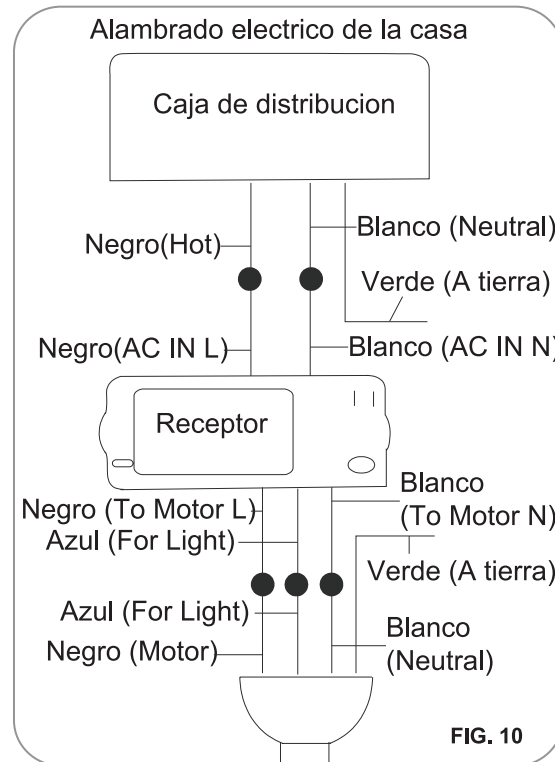 Alambrado electrico de la casa
Caja de distribucion
Negro(Hot)
Blanco (Neutral)
Verde (A tierra)
Negro(AC IN L)
Blanco (AC IN N)
Receptor
Negro (To Motor L)
Blanco
(To Motor N)
Azul (For Light)
Verde (A tierra)
Azul (For Light)
Negro (Motor)
Blanco
(Neutral)
FIG. 10